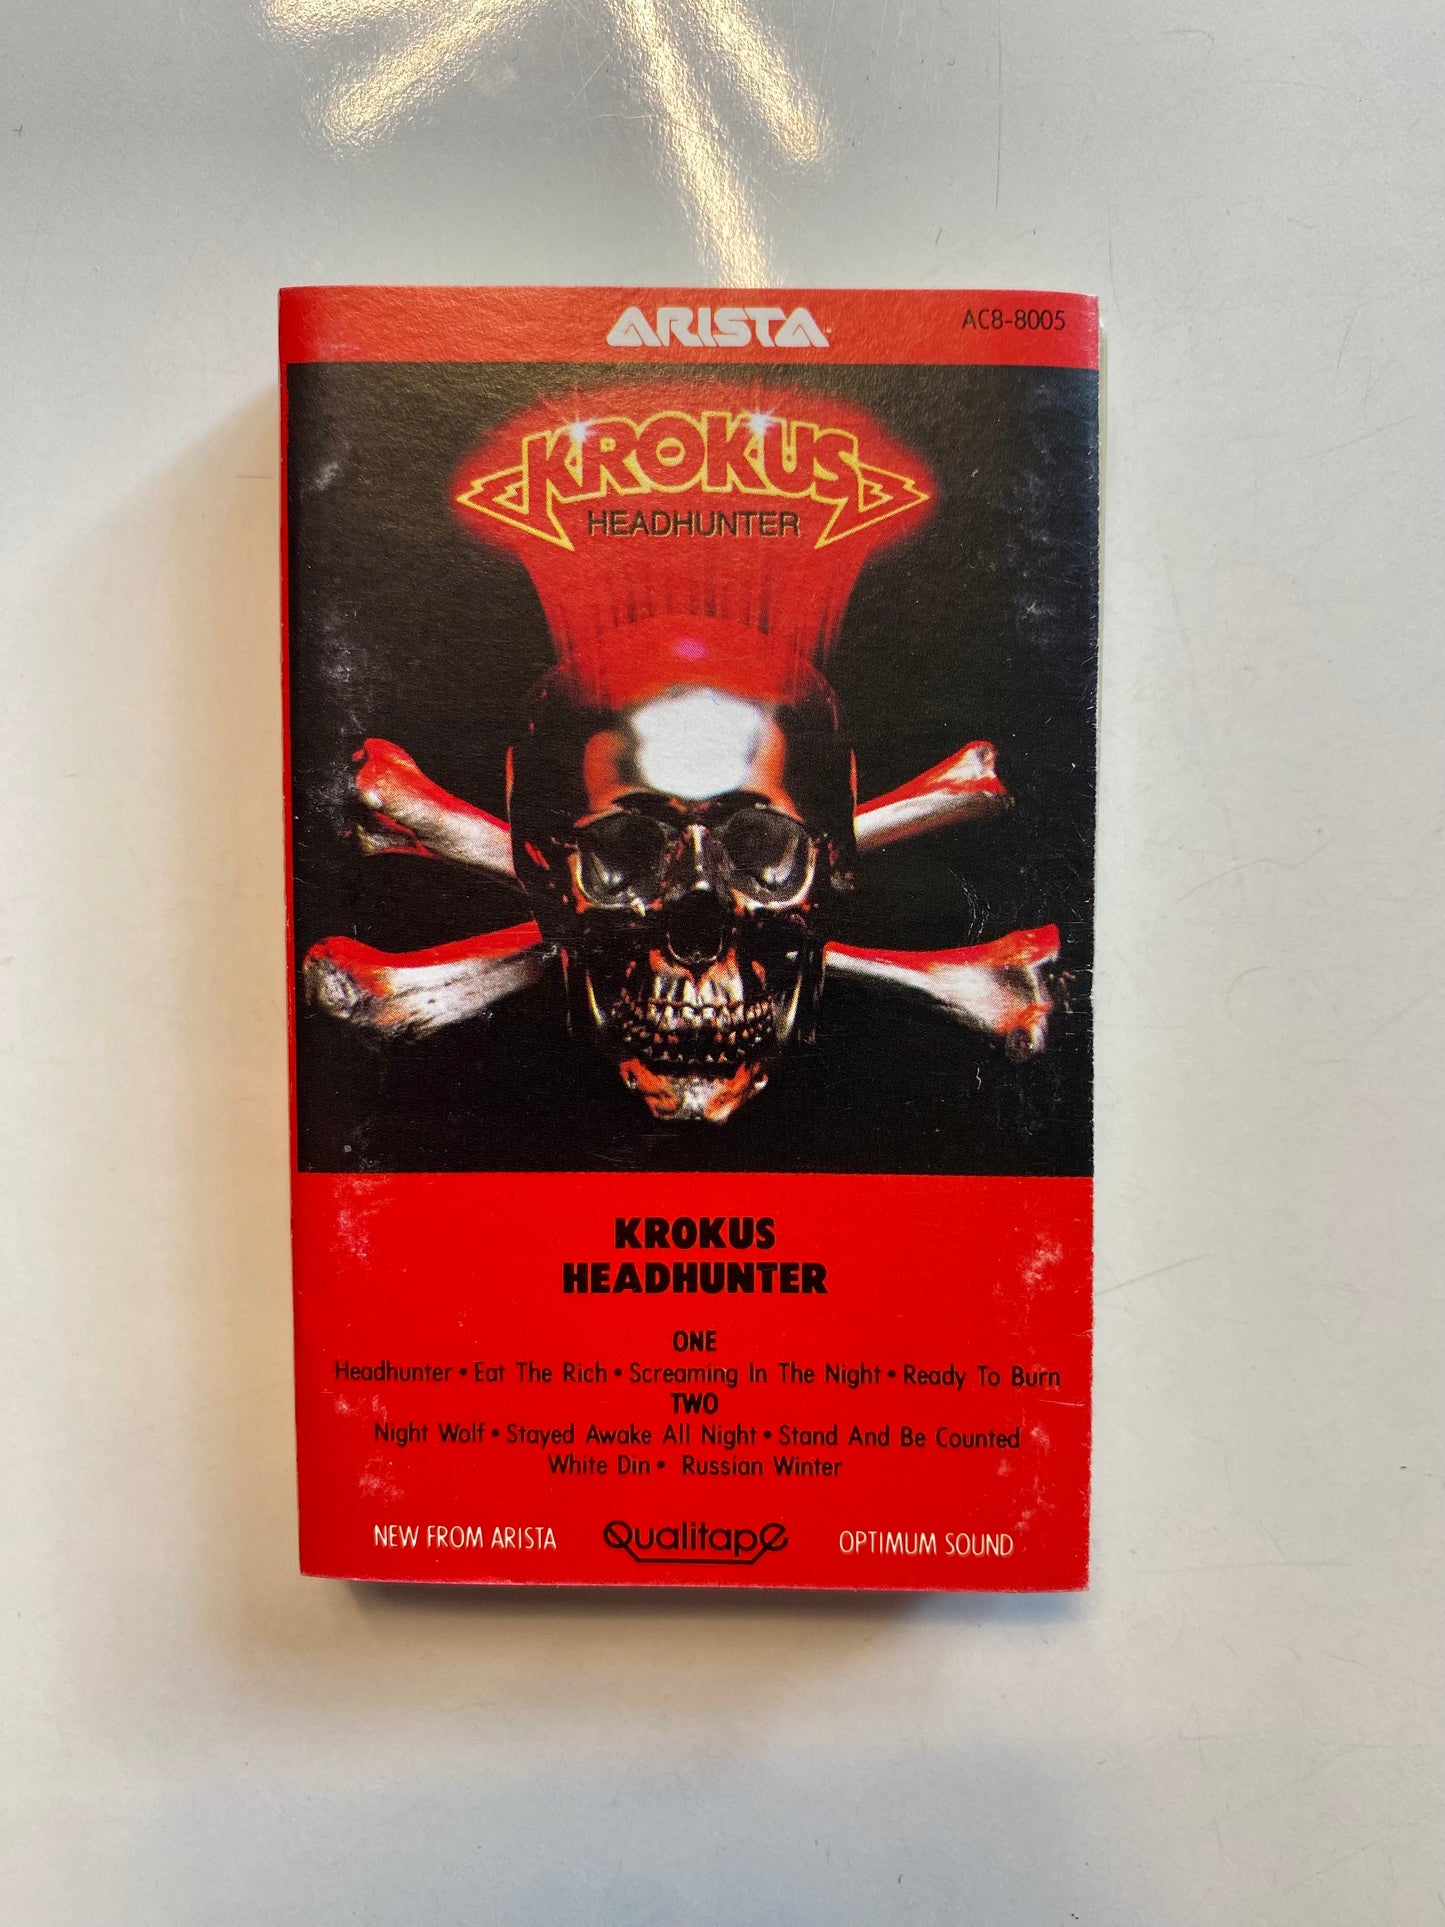 ARISTA
AC8-8005
KROKUS
HEADHUNTER
KROKUS
HEADHUNTER
ONE
Headhunter • Eat The Rich • Screaming In The Night • Ready To Burn
TWO
Night Wolf • Stayed Awake All Night • Stand And Be Counted
White Din • Russian Winter
NEW FROM ARISTA
Qualitape
OPTIMUM SOUND